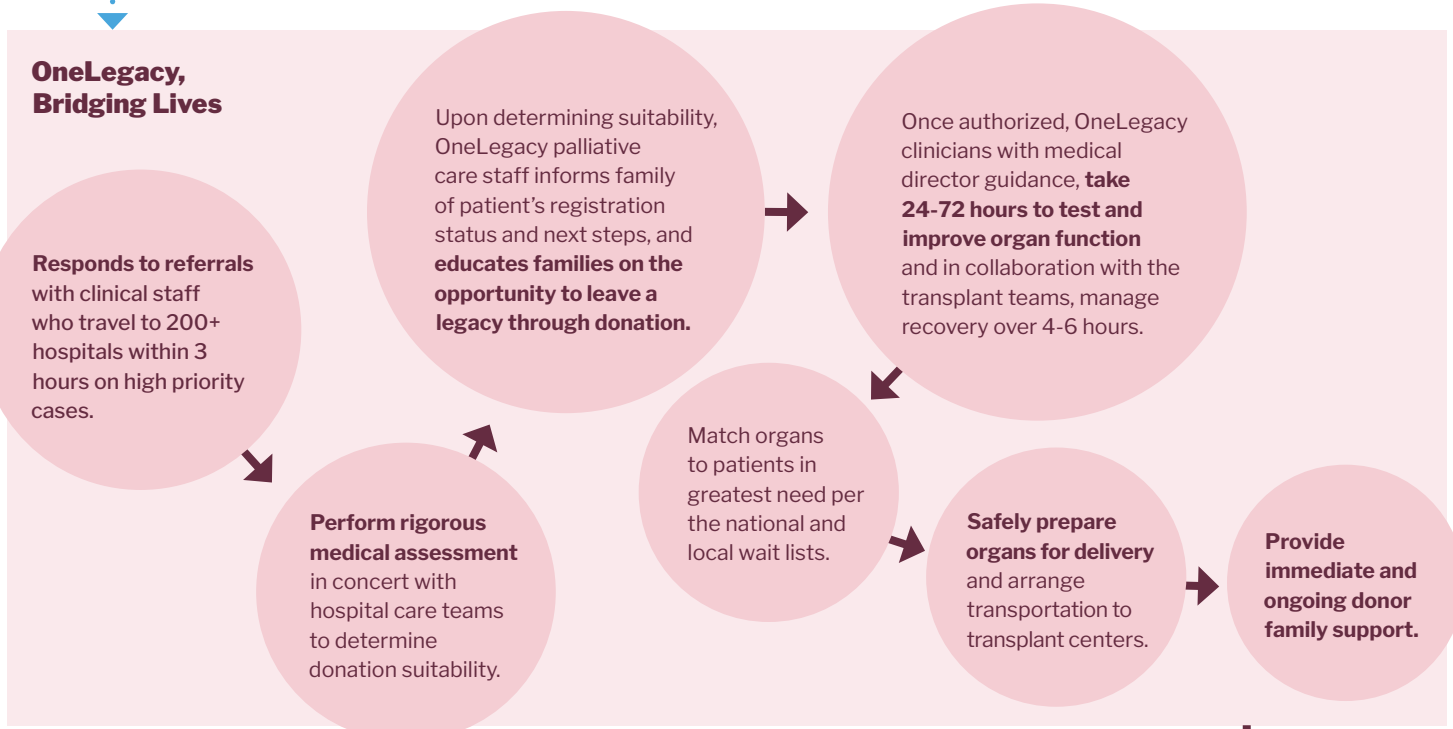 OneLegacy,
Bridging Lives
Responds to referrals
with clinical staff
who travel to 200+
hospitals within 3
hours on high priority
cases.
Perform rigorous
medical assessment
in concert with
hospital care teams
to determine
donation suitability.
Upon determining suitability,
OneLegacy palliative
care staff informs family
of patient's registration
status and next steps, and
educates families on the
opportunity to leave a
legacy through donation.
Once authorized, OneLegacy
clinicians with medical
director guidance, take
24-72 hours to test and
improve organ function
and in collaboration with the
transplant teams, manage
recovery over 4-6 hours.
Match organs
to patients in
greatest need per
the national and
local wait lists.
Safely prepare
organs for delivery
and arrange
transportation to
transplant centers.
Provide
immediate and
ongoing donor
family support.